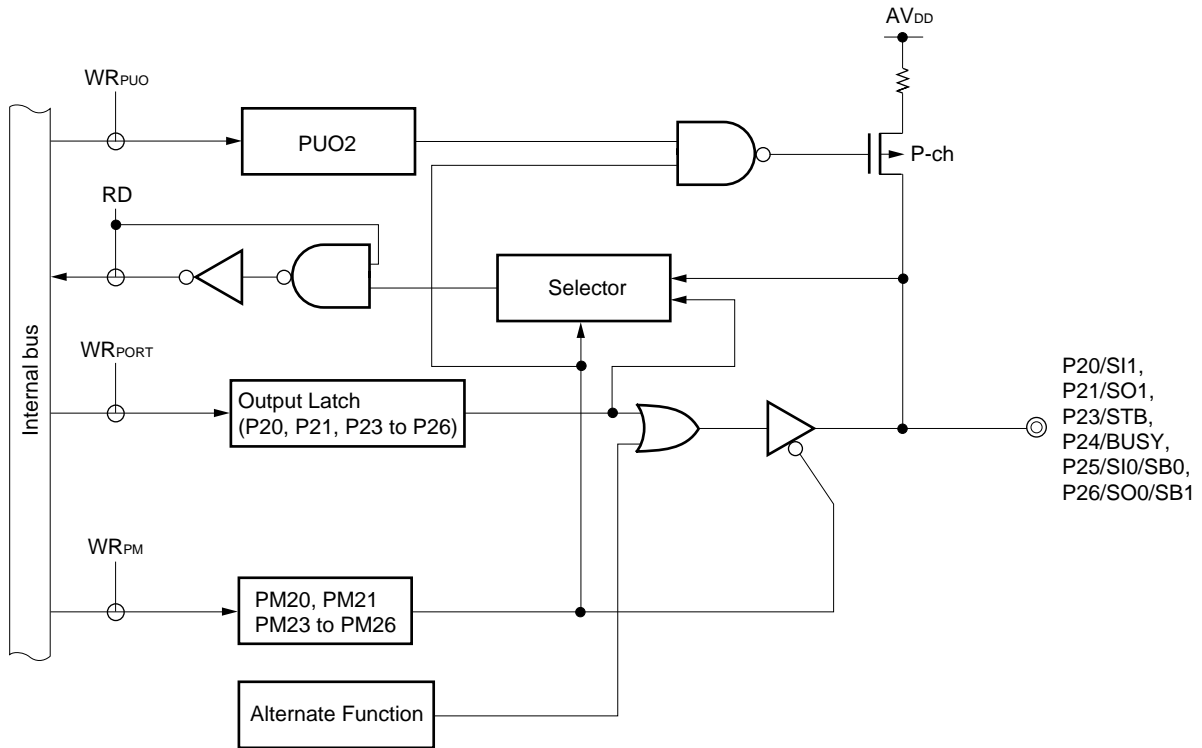 AVDD
WRPUO
PUO2
P-ch
RD
Selector
Internal bus
WRPORT
Output Latch
(P20, P21, P23 to P26)
P20/SI1,
P21/SO1,
P23/STB,
P24/BUSY,
P25/SI0/SB0,
P26/SO0/SB1
WRPM
PM20, PM21
PM23 to PM26
Alternate Function